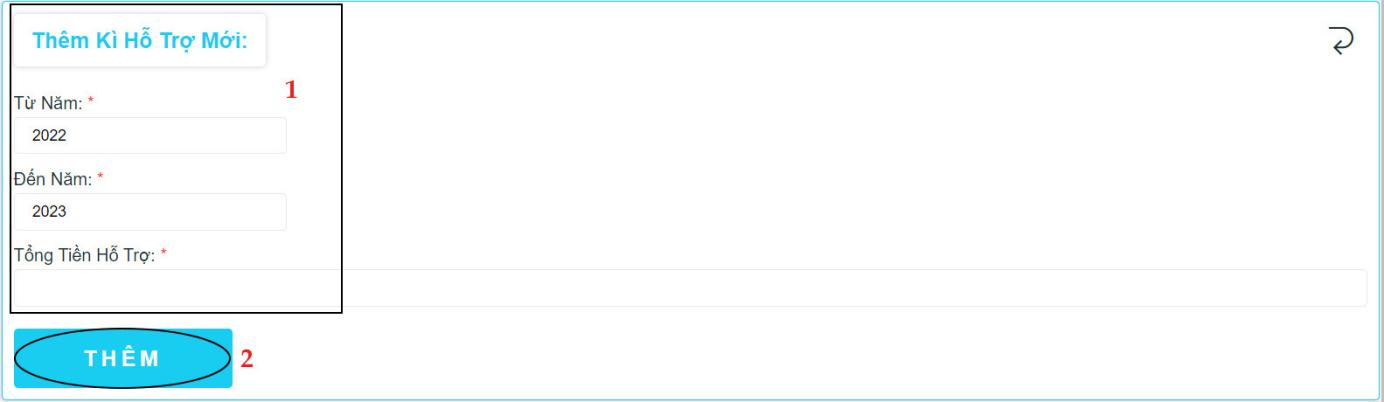 Thêm Kì Hỗ Trợ Mới:
1
Từ Năm: *
2022
Đến Năm: *
2023
Tổng Tiền Hỗ Trợ: *
THÊM 2